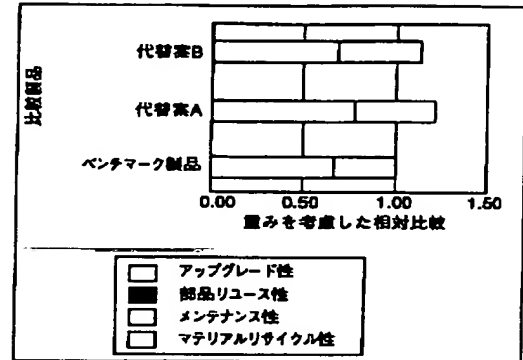 比較製品
代替案B
代替案A
ベンチマーク製品
0.00 0.50 1.00 1.50
重みを考慮した相対比較
アップグレード性
部品リユース性
メンテナンス性
マテリアルリサイクル性